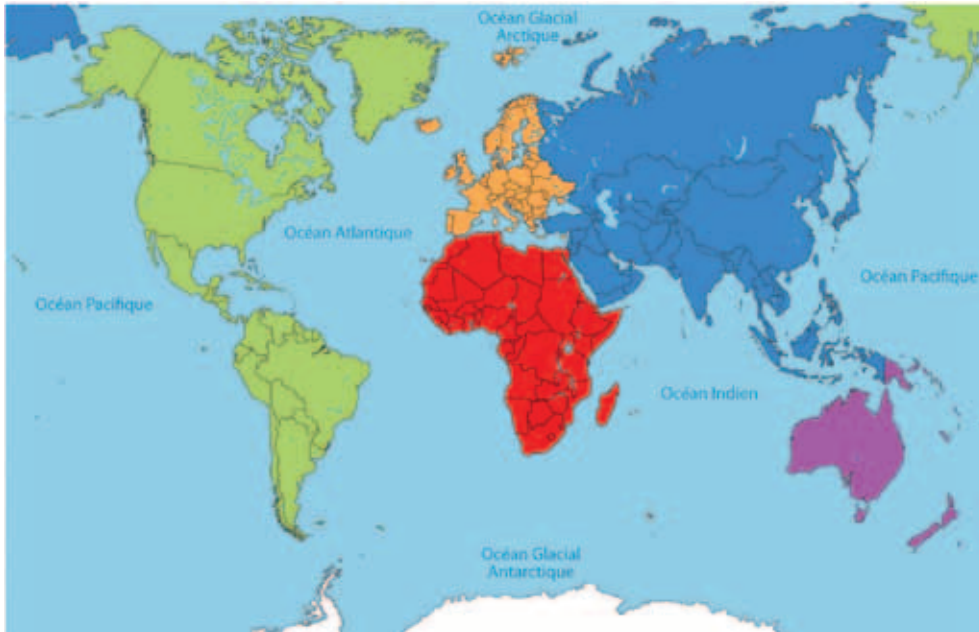 Océan Glacial
Arctique
Océan Atlantique
Océan Pacifique
Océan Pacifique
Océan Indien
Océan Glacial
Antarctique